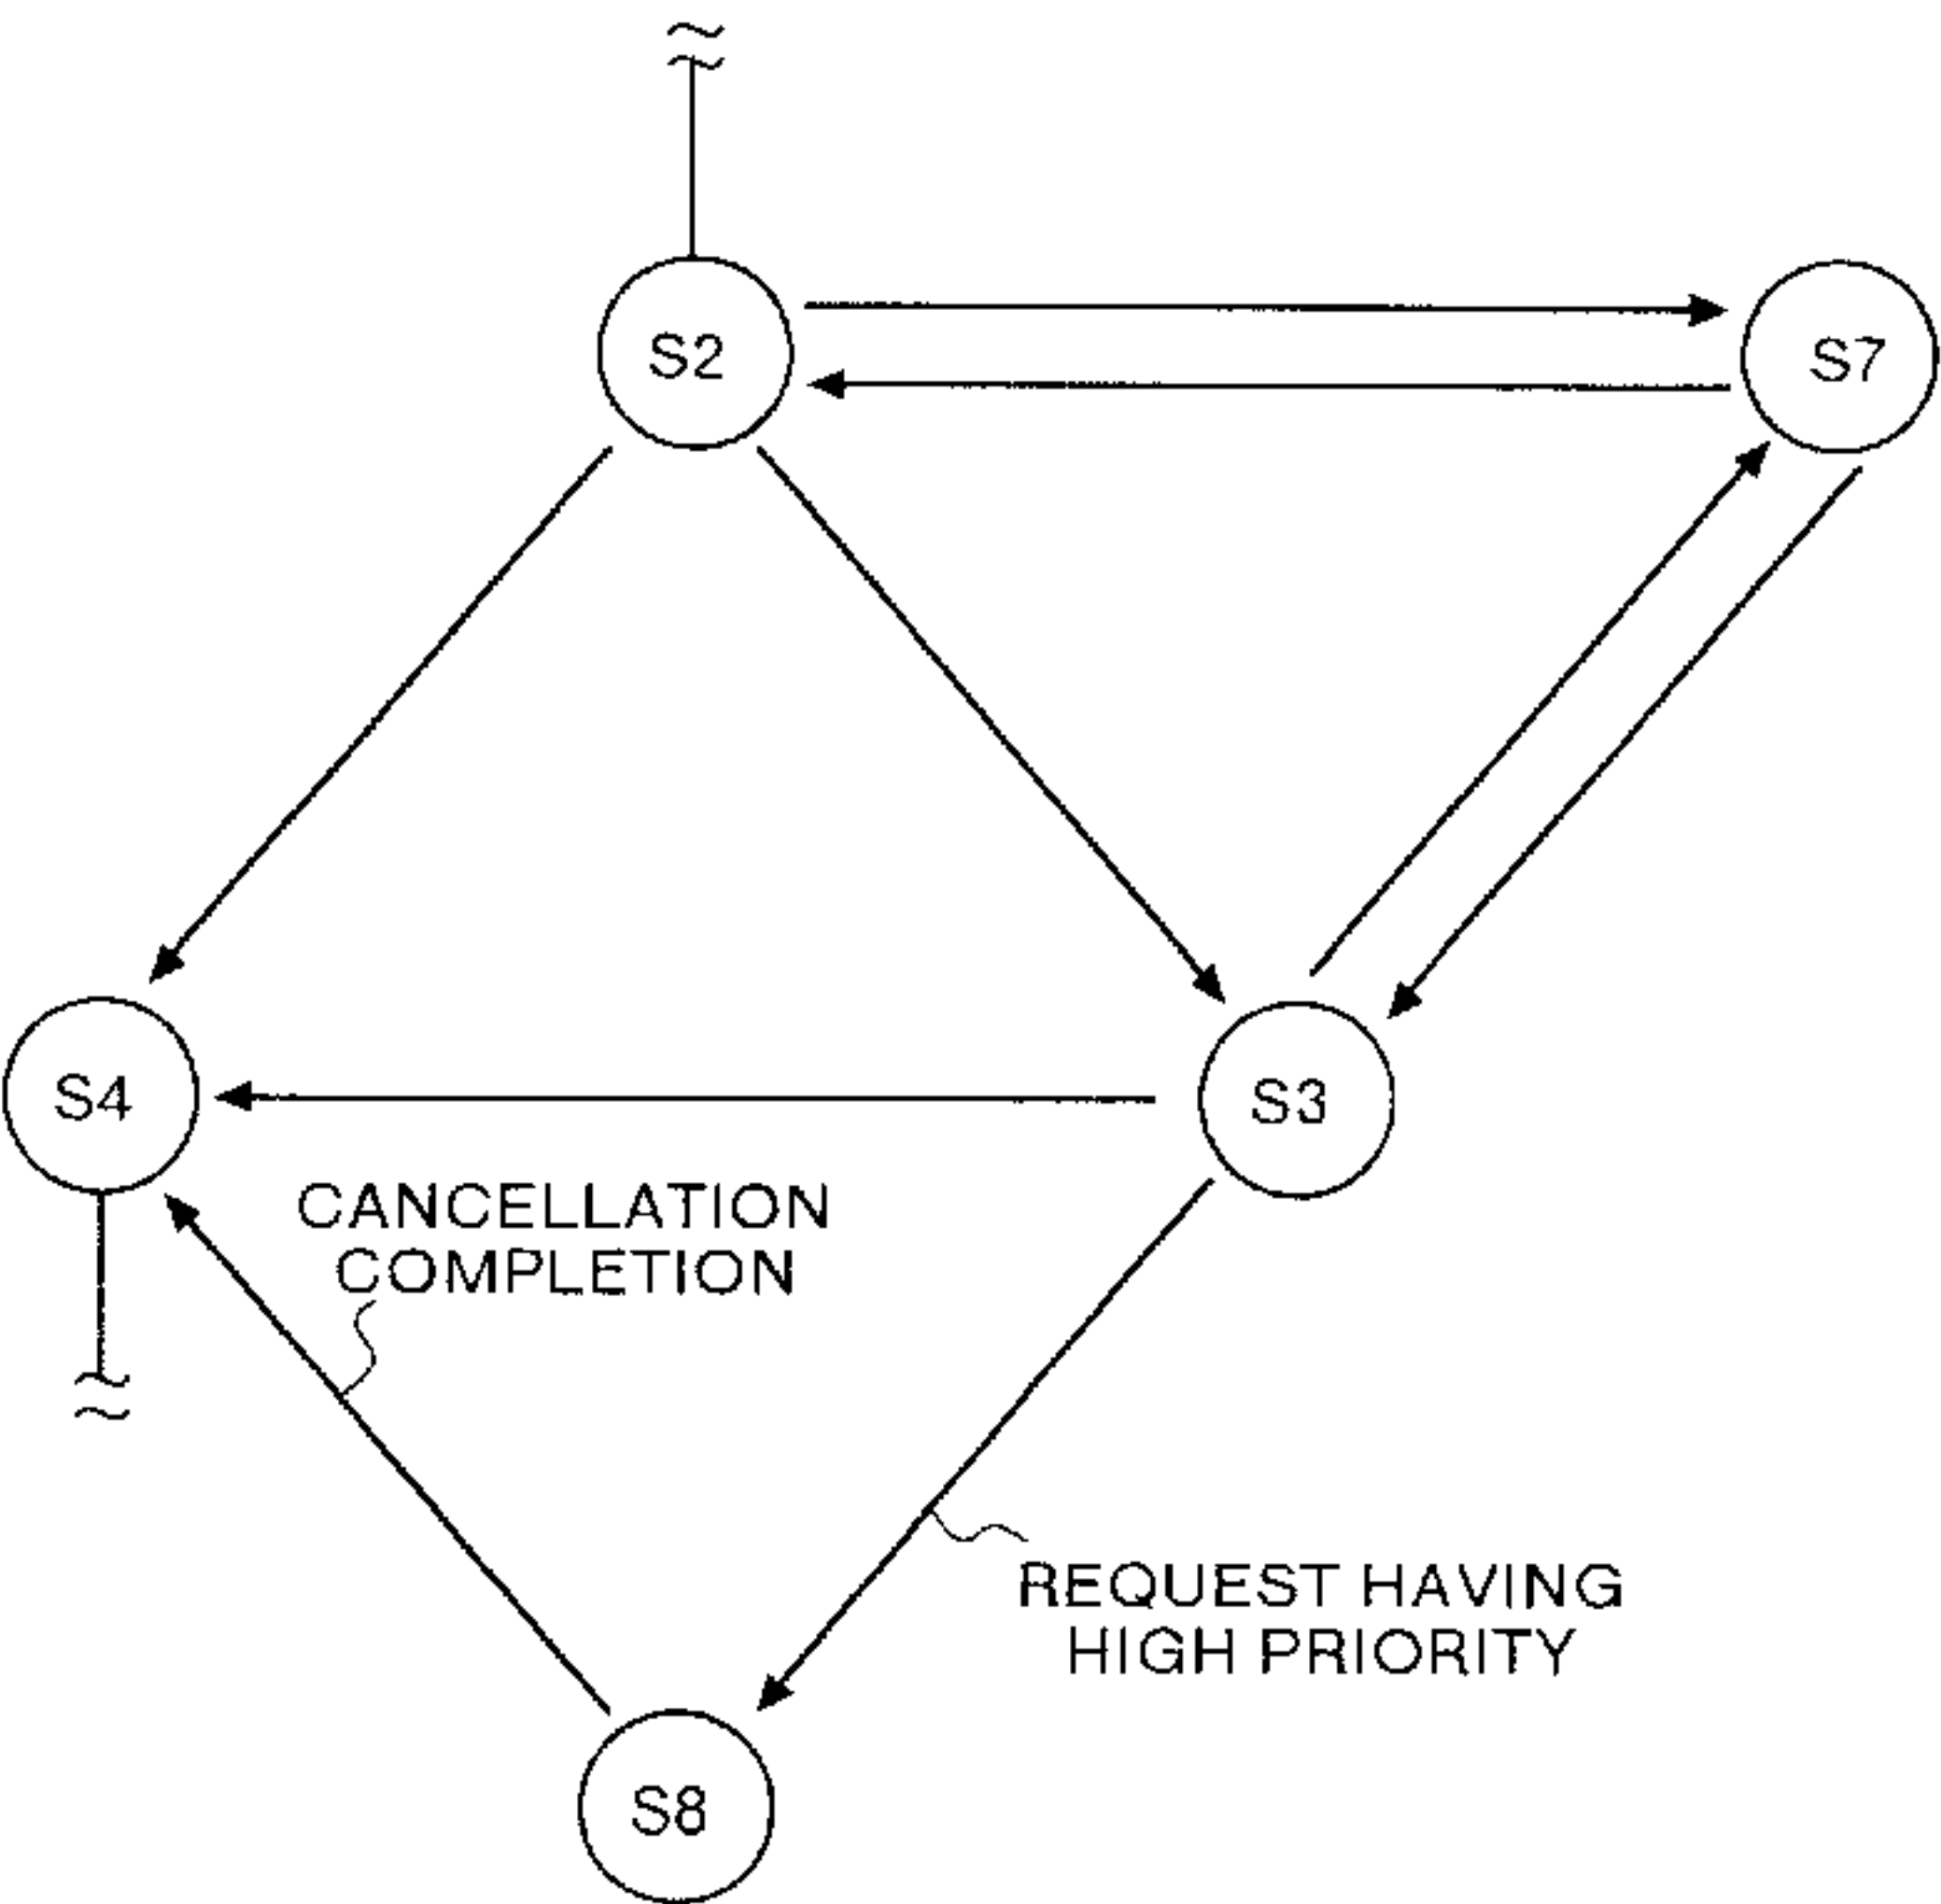 S2
S7
S4
S3
CANCELLATION
COMPLETION
REQUEST HAVING
HIGH PRIORITY
S8